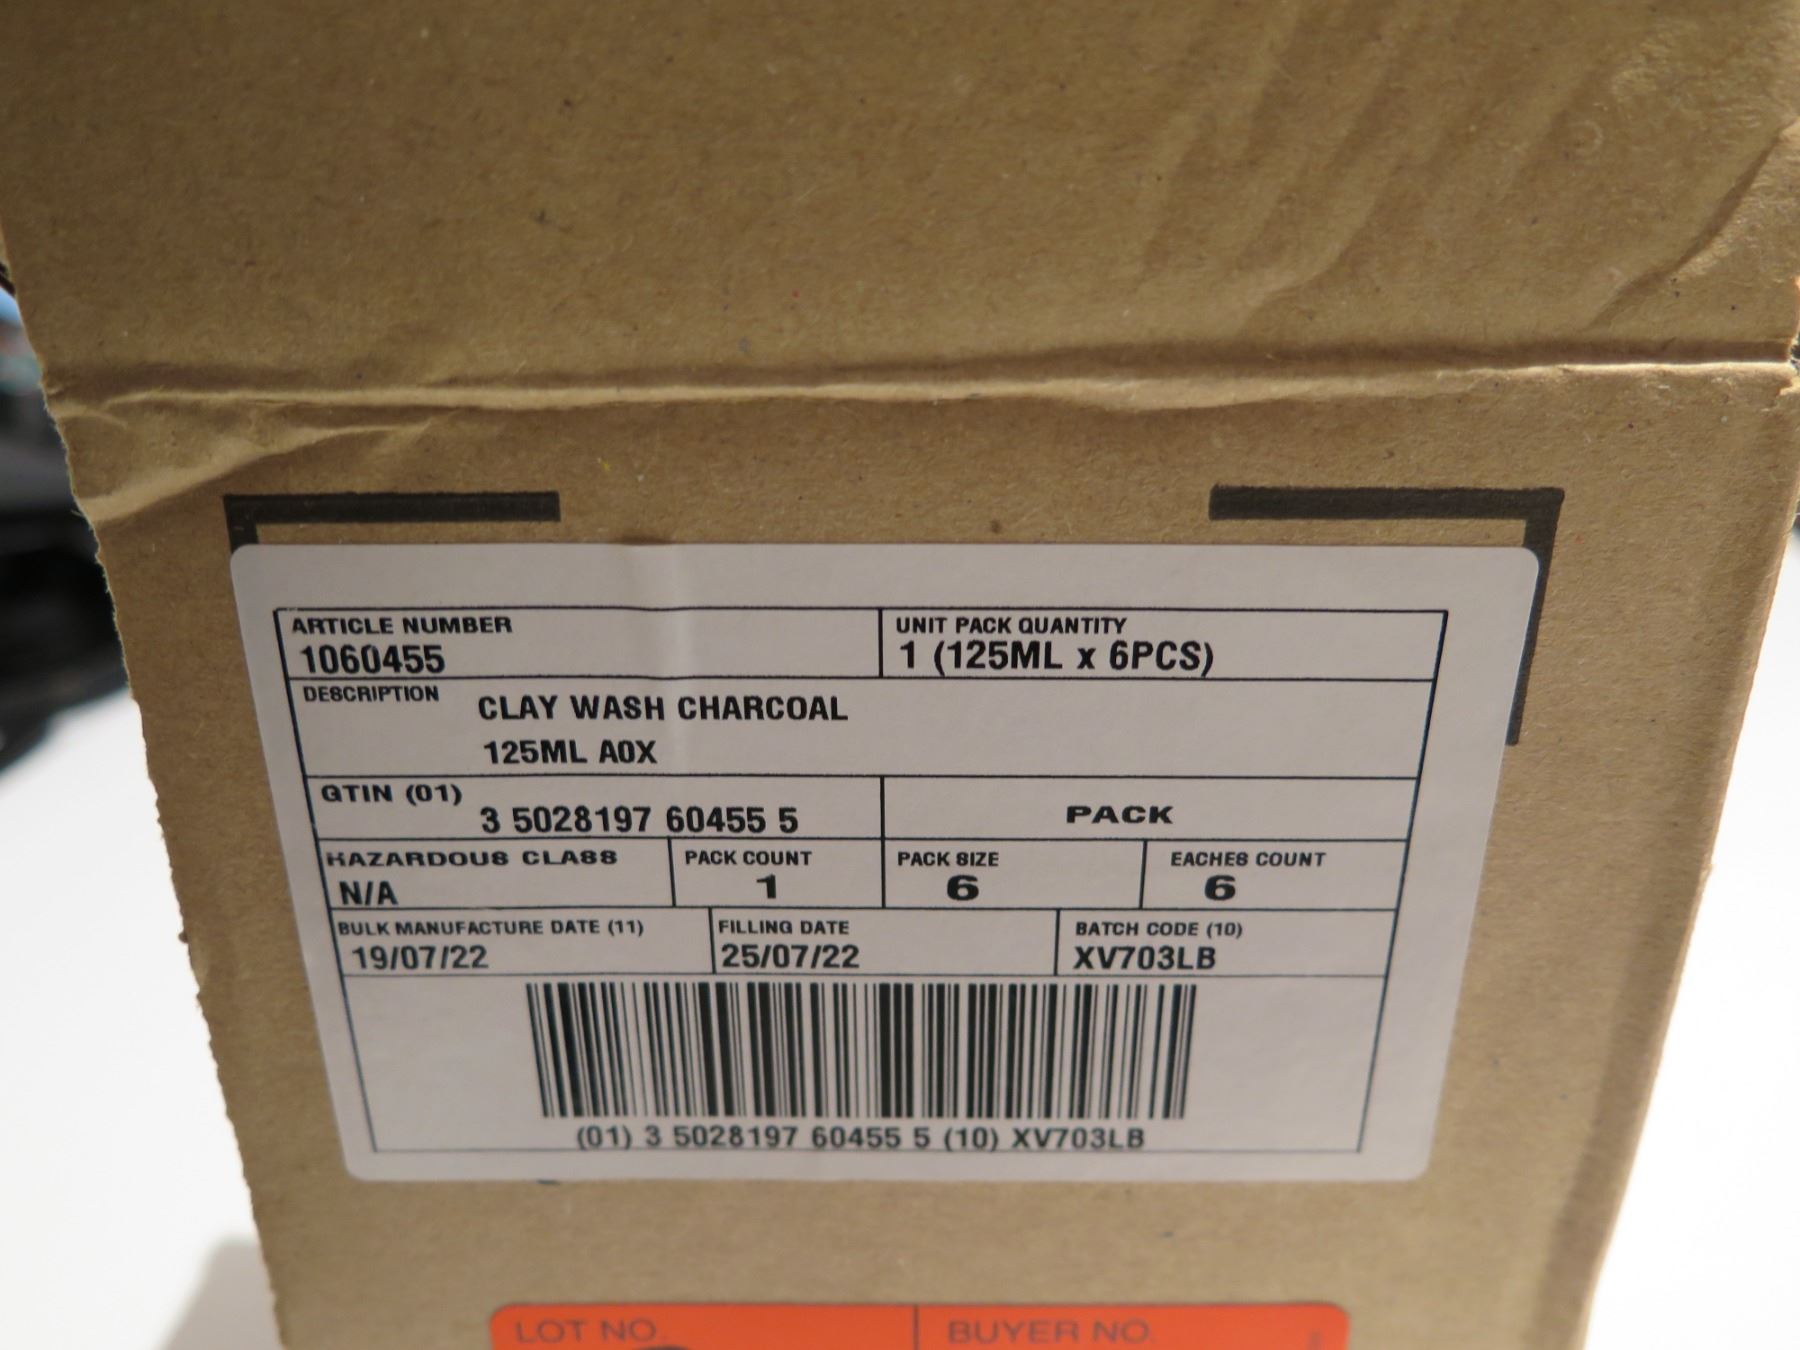 ARTICLE NUMBER
1060455
UNIT PACK QUANTITY
1 (125ML x 6PCS)
DESCRIPTION
CLAY WASH CHARCOAL
125ML A0X
GTIN (01)
3 5028197 60455 5
PACK
HAZARDOUS CLASS
N/A
PACK COUNT
1
PACK SIZE
6
EACHES COUNT
6
BULK MANUFACTURE DATE (11)
19/07/22
FILLING DATE
25/07/22
BATCH CODE (10)
XV703LB
(01) 3 5028197 60455 5 (10) XV703LB
LOT NO.
BUYER NO.